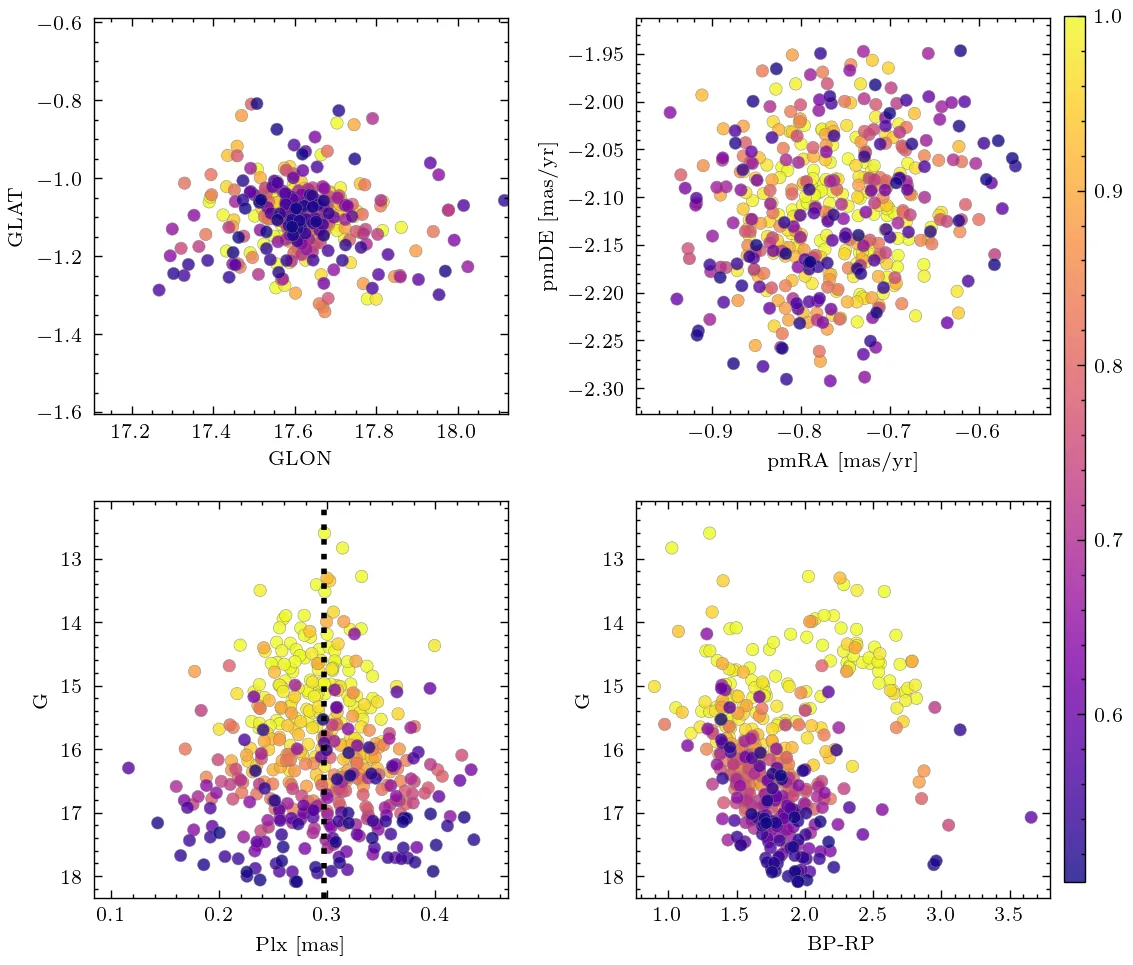 −0.6
−0.8
−1.0
−1.2
−1.4
−1.6
GLAT
17.2 17.4 17.6 17.8 18.0
GLON
−1.95
−2.00
−2.05
−2.10
−2.15
−2.20
−2.25
−2.30
pmDE [mas/yr]
−0.9 −0.8 −0.7 −0.6
pmRA [mas/yr]
1.0
0.9
0.8
0.7
0.6
13
14
15
16
17
18
G
0.1 0.2 0.3 0.4
Plx [mas]
13
14
15
16
17
18
G
1.0 1.5 2.0 2.5 3.0 3.5
BP-RP